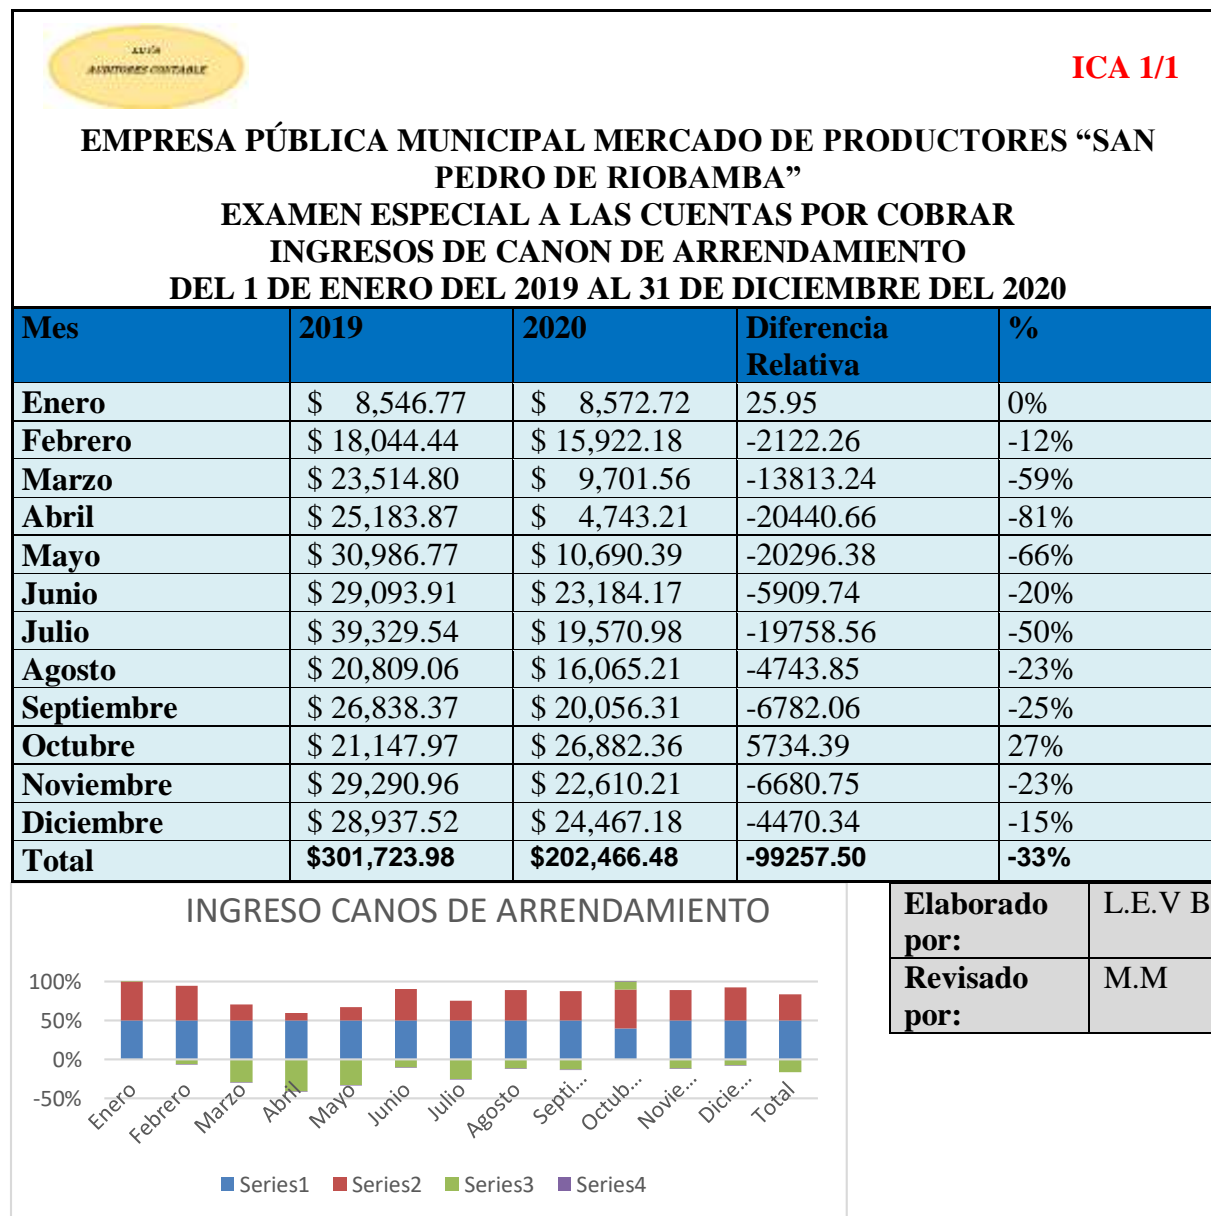 LUVA
AUDITORES CONTABLE
ICA 1/1
EMPRESA PÚBLICA MUNICIPAL MERCADO DE PRODUCTORES “SAN
PEDRO DE RIOBAMBA”
EXAMEN ESPECIAL A LAS CUENTAS POR COBRAR
INGRESOS DE CANON DE ARRENDAMIENTO
DEL 1 DE ENERO DEL 2019 AL 31 DE DICIEMBRE DEL 2020
Mes 2019 2020 Diferencia Relativa %
Enero $ 8,546.77 $ 8,572.72 25.95 0%
Febrero $ 18,044.44 $ 15,922.18 -2122.26 -12%
Marzo $ 23,514.80 $ 9,701.56 -13813.24 -59%
Abril $ 25,183.87 $ 4,743.21 -20440.66 -81%
Mayo $ 30,986.77 $ 10,690.39 -20296.38 -66%
Junio $ 29,093.91 $ 23,184.17 -5909.74 -20%
Julio $ 39,329.54 $ 19,570.98 -19758.56 -50%
Agosto $ 20,809.06 $ 16,065.21 -4743.85 -23%
Septiembre $ 26,838.37 $ 20,056.31 -6782.06 -25%
Octubre $ 21,147.97 $ 26,882.36 5734.39 27%
Noviembre $ 29,290.96 $ 22,610.21 -6680.75 -23%
Diciembre $ 28,937.52 $ 24,467.18 -4470.34 -15%
Total $301,723.98 $202,466.48 -99257.50 -33%
INGRESO CANOS DE ARRENDAMIENTO
100%
50%
0%
-50%
Enero Febrero Marzo Abril Mayo Junio Julio Agosto Septi... Octub... Novie... Dicie... Total
Series1 Series2 Series3 Series4
Elaborado por: L.E.V B
Revisado por: M.M